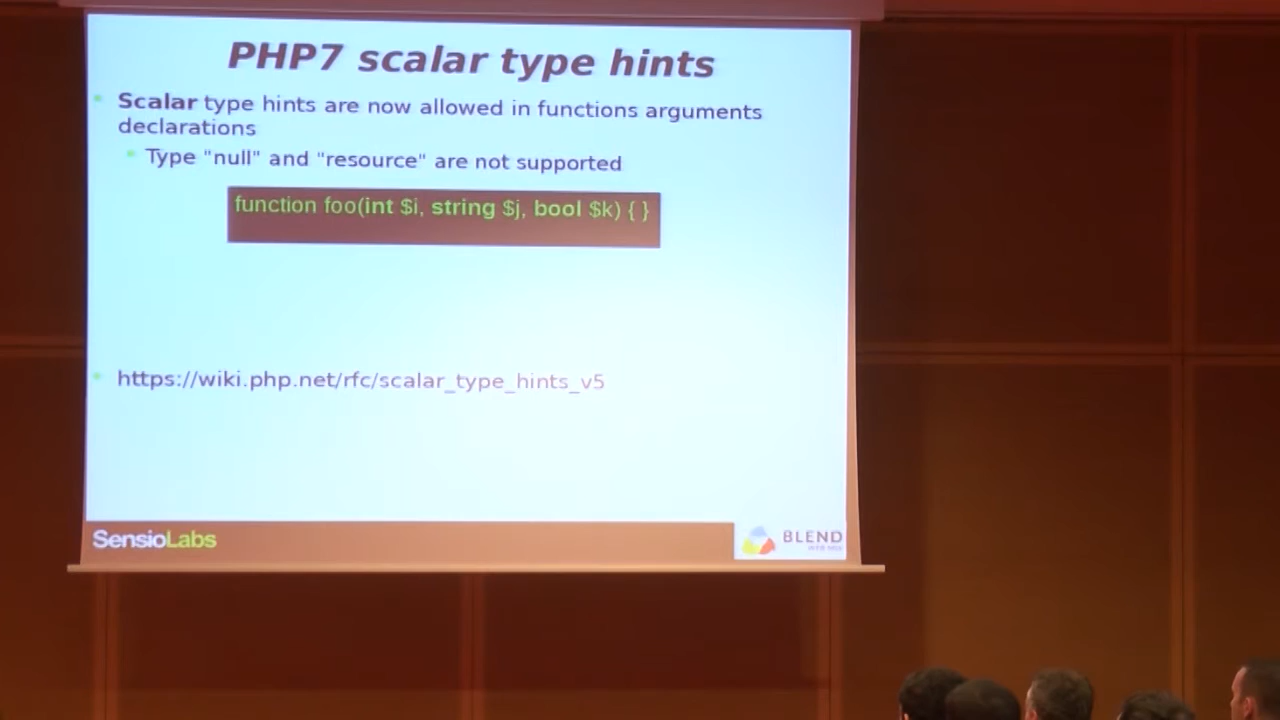 PHP7 scalar type hints
Scalar type hints are now allowed in functions arguments
declarations
Type "null" and "resource" are not supported
function foo(int $i, string $j, bool $k) { }
https://wiki.php.net/rfc/scalar_type_hints_v5
SensioLabs
BLEND